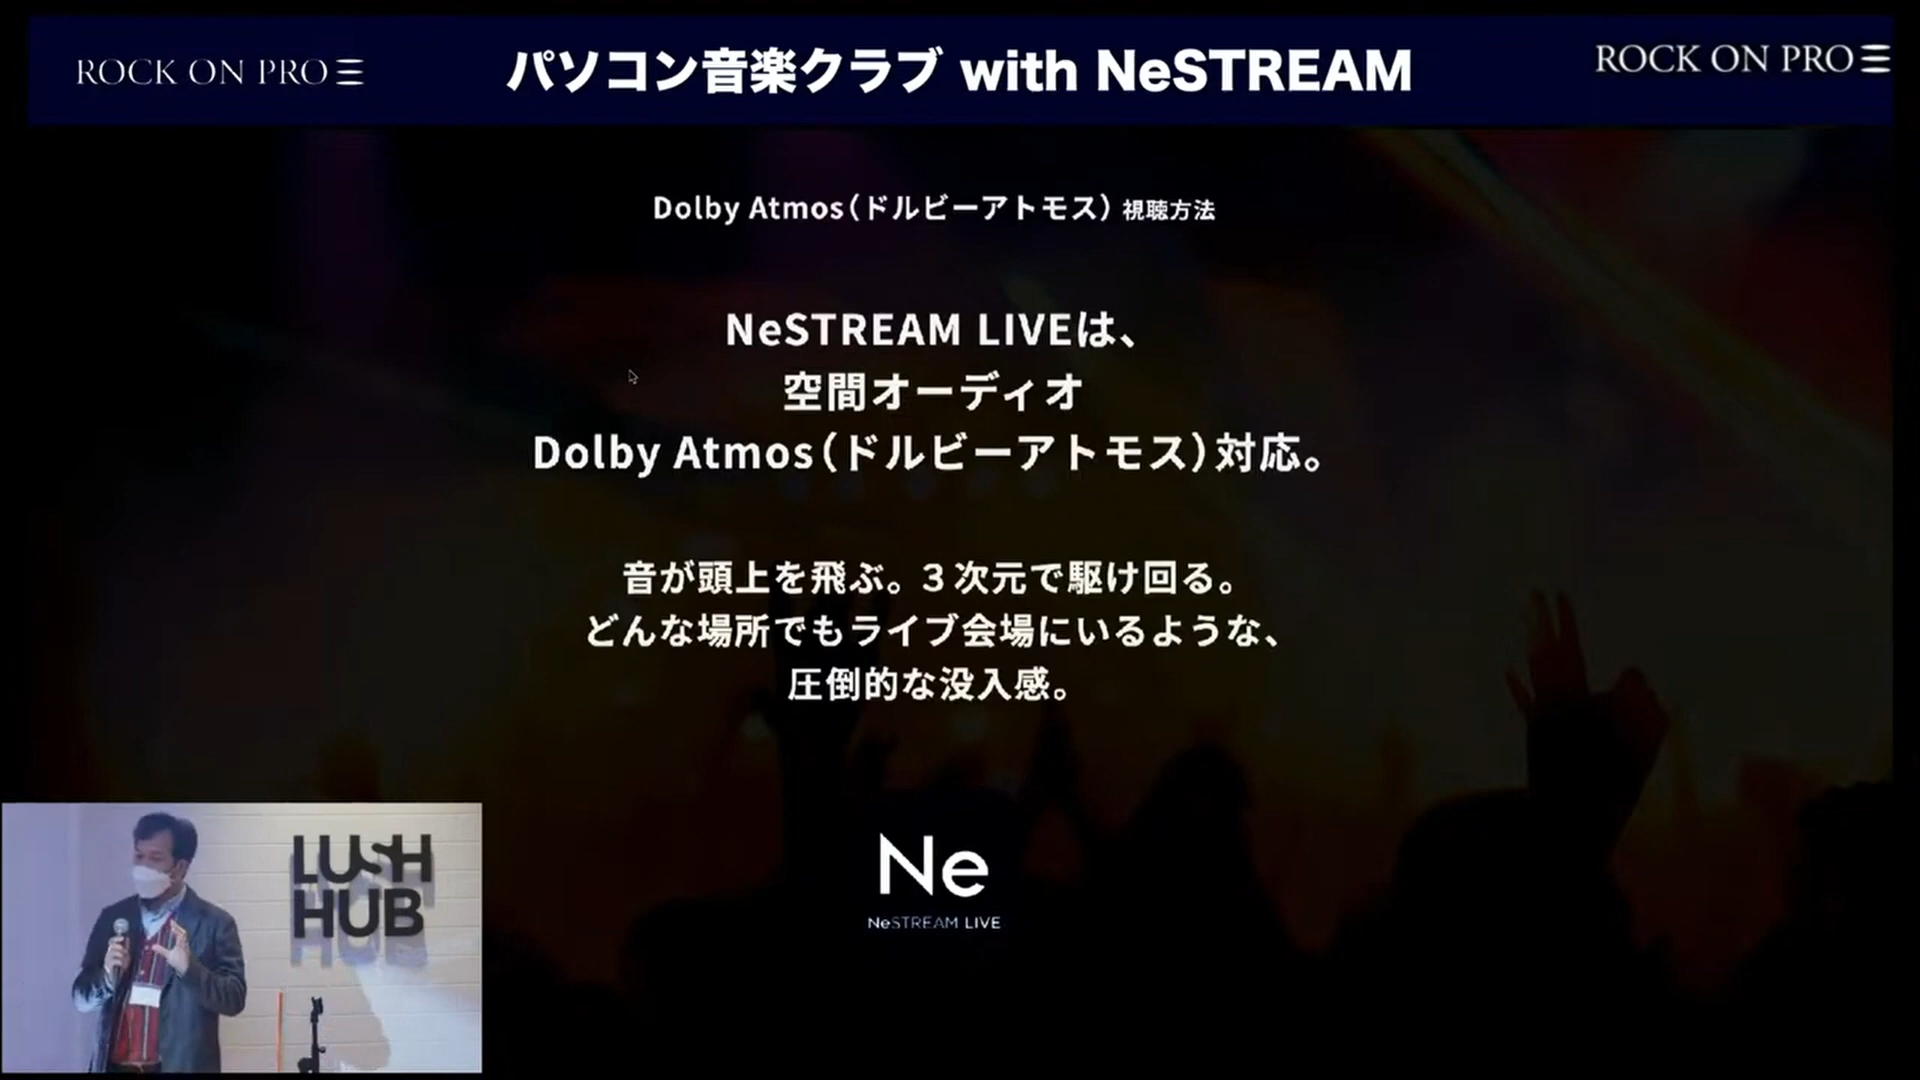 ROCK ON PRO
パソコン音楽クラブ with NeSTREAM
ROCK ON PRO
Dolby Atmos（ドルビーアトモス）視聴方法
NeSTREAM LIVEは、
空間オーディオ
Dolby Atmos（ドルビーアトモス）対応。
音が頭上を飛ぶ。３次元で駆け回る。
どんな場所でもライブ会場にいるような、
圧倒的な没入感。
Ne
NeSTREAM LIVE
LUSH
HUB